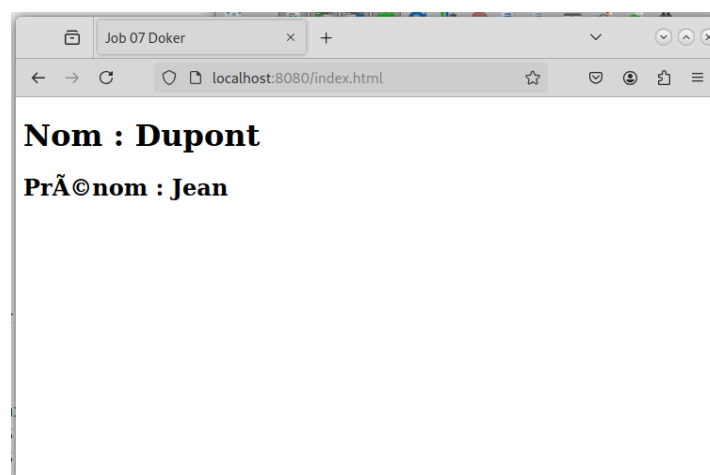 Job 07 Doker
localhost:8080/index.html
Nom : Dupont
PrÃ©nom : Jean